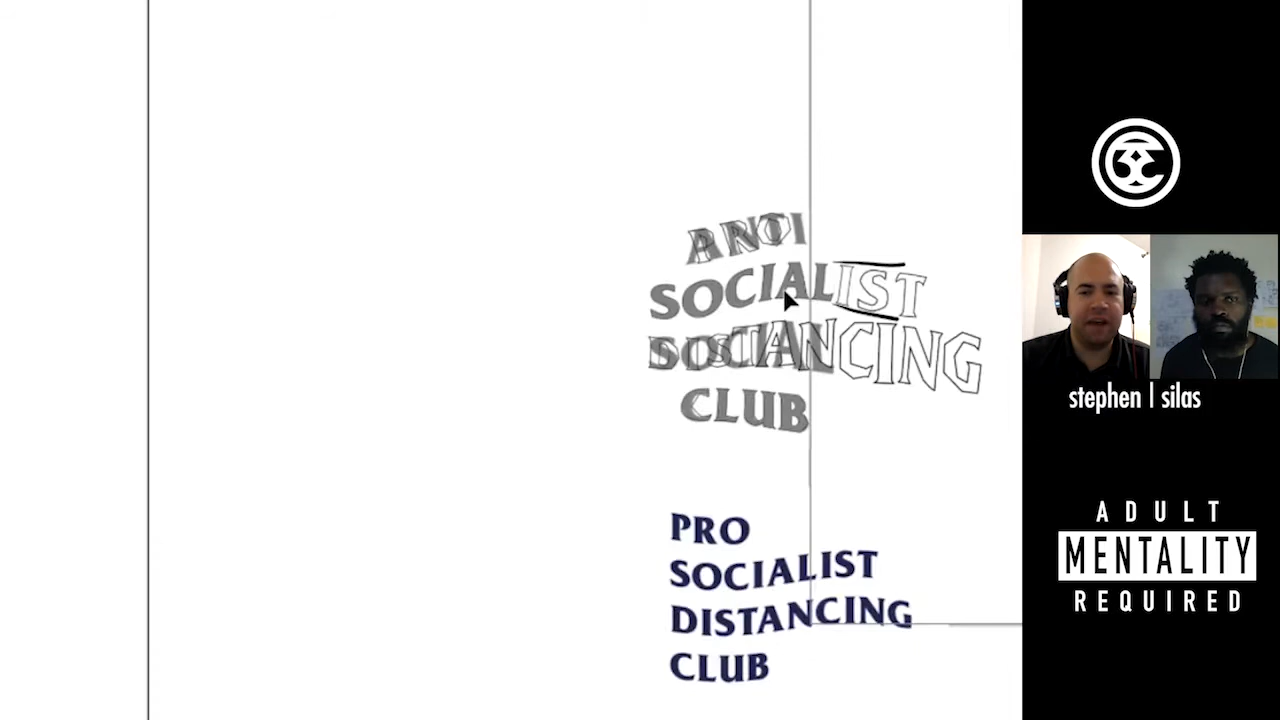 ANTI
SOCIALIST
DISTANCING
CLUB
PRO
SOCIALIST
DISTANCING
CLUB
stephen | silas
ADULT
MENTALITY
REQUIRED